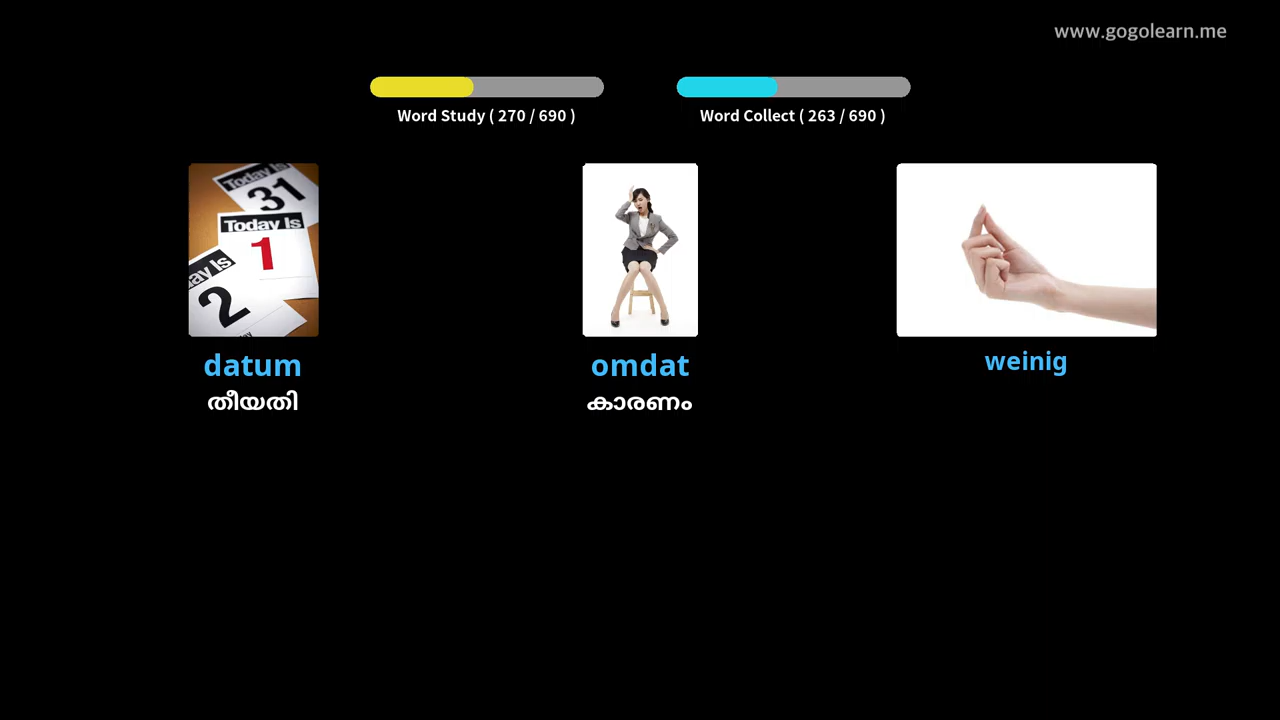 www.gogolearn.me
Word Study ( 270 / 690 )
Word Collect ( 263 / 690 )
Today Is
31
Today Is
1
ay Is
2
datum
omdat
weinig
തീയതി
കാരണം